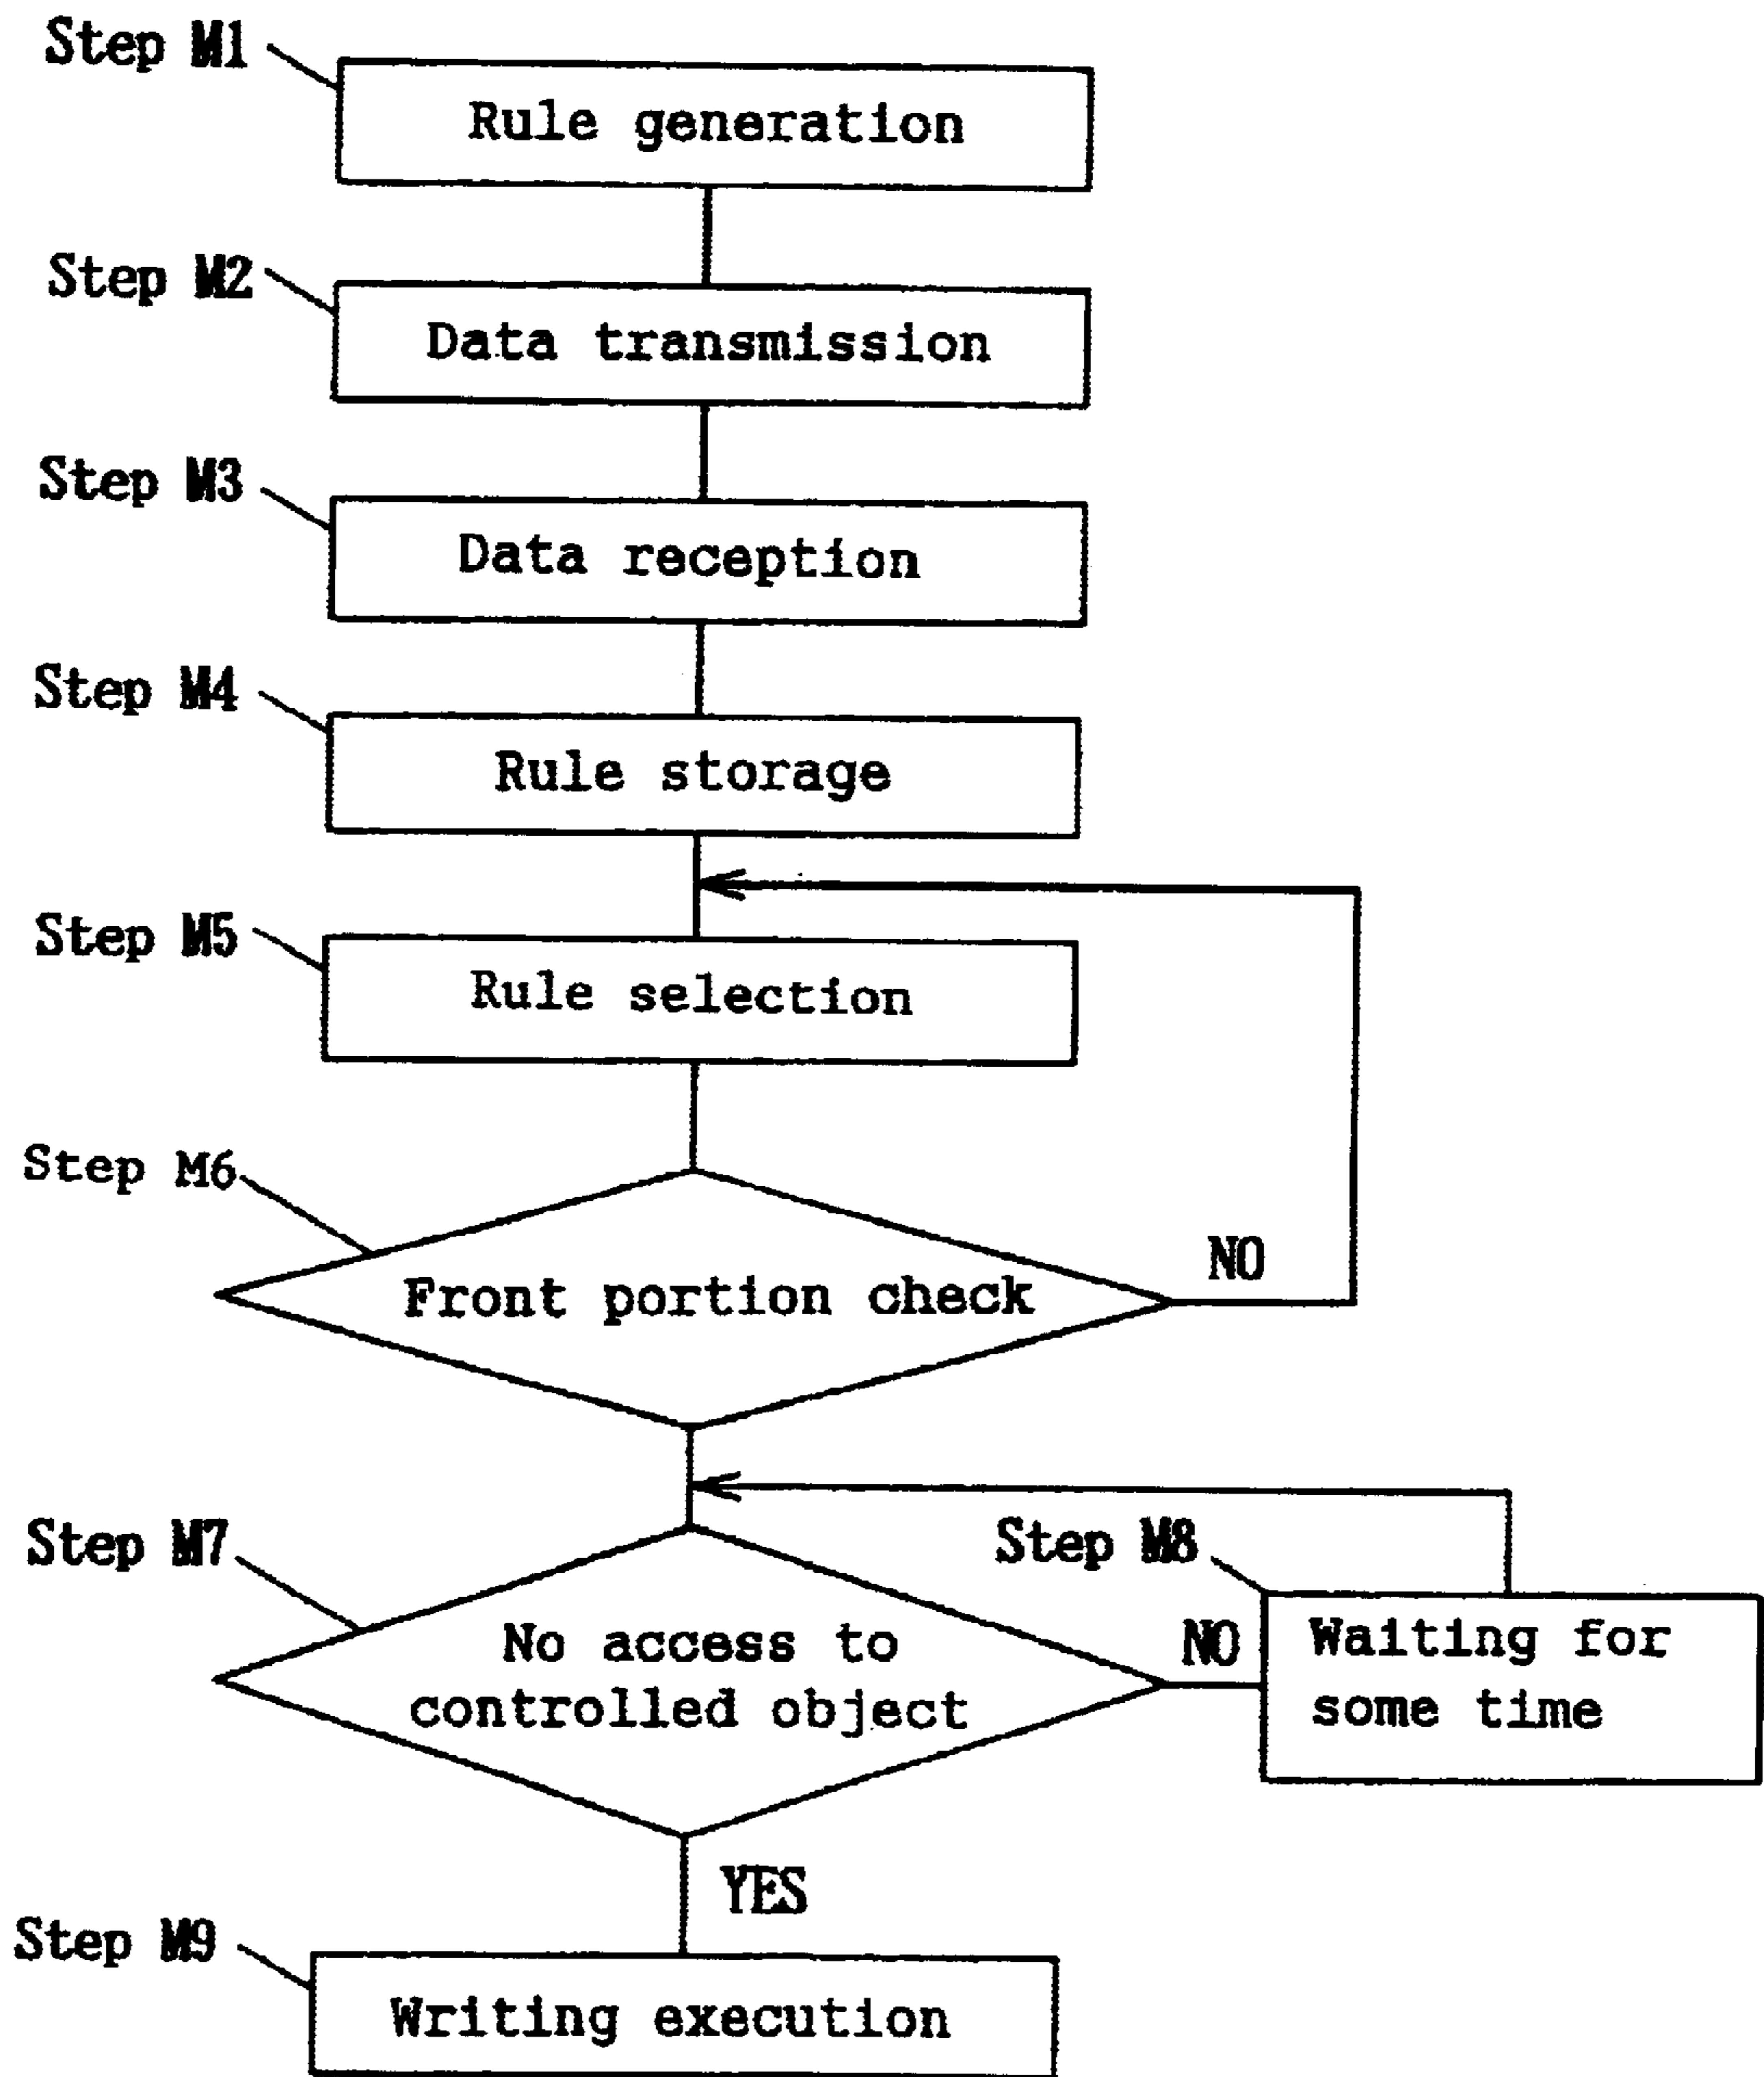 Step M1
Rule generation
Step M2
Data transmission
Step M3
Data reception
Step M4
Rule storage
Step M5
Rule selection
Step M6
Front portion check
NO
Step M7
No access to
controlled object
NO
Step M8
Waiting for
some time
YES
Step M9
Writing execution